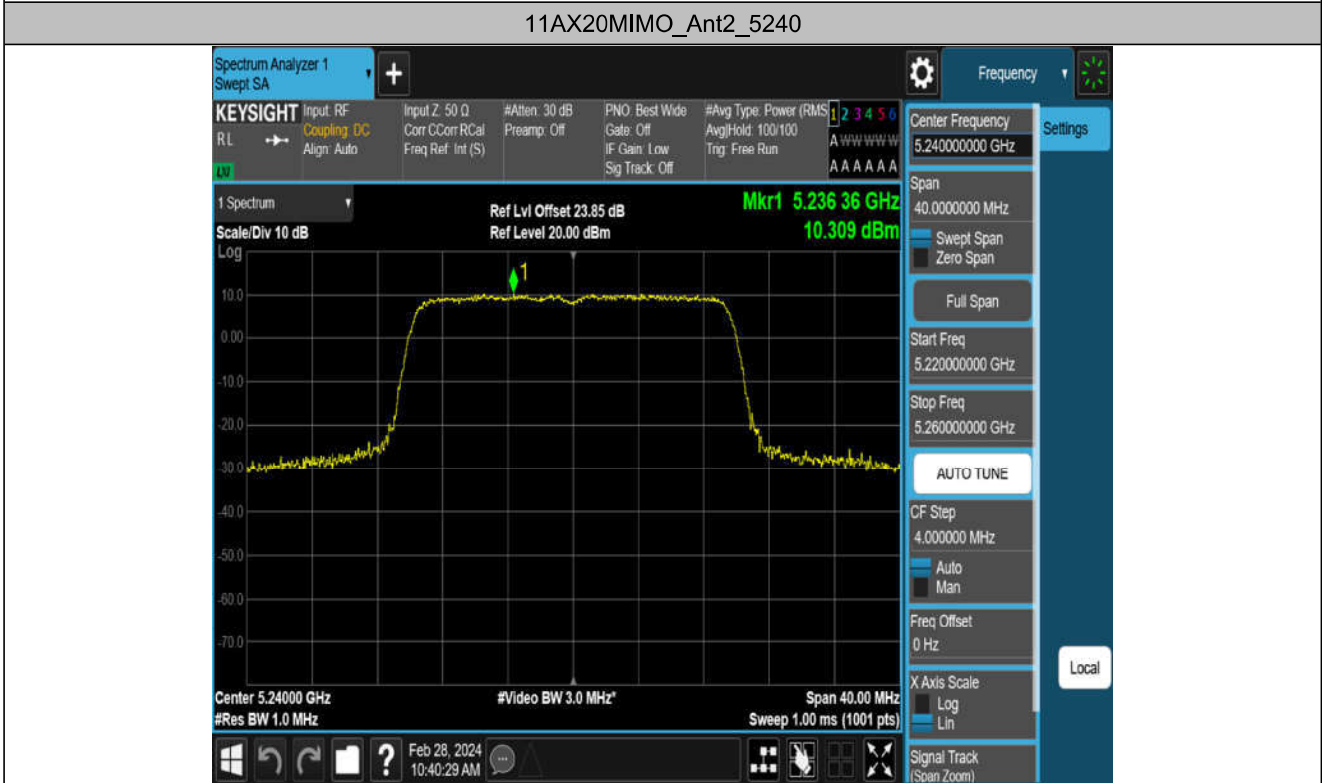 11AX20MIMO_Ant2_5240
Spectrum Analyzer 1
Swept SA
+
Frequency
KEYSIGHT
RL
LXI
Input: RF
Coupling: DC
Align: Auto
Input Z: 50 Ω
Corr CCorr RCal
Freq Ref: Int (S)
#Atten: 30 dB
Preamp: Off
PNO: Best Wide
Gate: Off
IF Gain: Low
Sig Track: Off
#Avg Type: Power (RMS
Avg|Hold: 100/100
Trig: Free Run
1 2 3 4 5 6
A W W W W W
A A A A A A
Center Frequency
5.240000000 GHz
Settings
Span
40.0000000 MHz
Swept Span
Zero Span
Full Span
Start Freq
5.220000000 GHz
Stop Freq
5.260000000 GHz
AUTO TUNE
CF Step
4.000000 MHz
Auto
Man
Freq Offset
0 Hz
X Axis Scale
Log
Lin
Signal Track
(Span Zoom)
Local
1 Spectrum
Scale/Div 10 dB
Log
Ref Lvl Offset 23.85 dB
Ref Level 20.00 dBm
Mkr1 5.236 36 GHz
10.309 dBm
1
10.0
0.00
-10.0
-20.0
-30.0
-40.0
-50.0
-60.0
-70.0
Center 5.24000 GHz
#Res BW 1.0 MHz
#Video BW 3.0 MHz*
Span 40.00 MHz
Sweep 1.00 ms (1001 pts)
?
Feb 28, 2024
10:40:29 AM